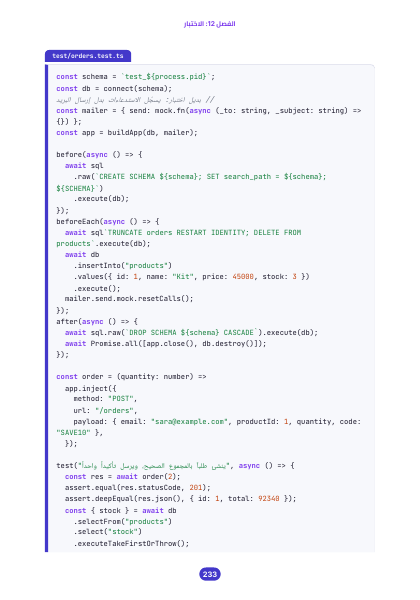 الفصل 12: الاختبار
test/orders.test.ts
const schema = `test_${process.pid}`;
const db = connect(schema);
// بديل اختبار: يسجّل الاستدعاءات بدل إرسال البريد
const mailer = { send: mock.fn(async (_to: string, _subject: string) =>
{}) };
const app = buildApp(db, mailer);
before(async () => {
  await sql
    .raw(`CREATE SCHEMA ${schema}; SET search_path = ${schema};
${SCHEMA}`)
    .execute(db);
});
beforeEach(async () => {
  await sql`TRUNCATE orders RESTART IDENTITY; DELETE FROM
products`.execute(db);
  await db
    .insertInto("products")
    .values({ id: 1, name: "Kit", price: 45000, stock: 3 })
    .execute();
  mailer.send.mock.resetCalls();
});
after(async () => {
  await sql.raw(`DROP SCHEMA ${schema} CASCADE`).execute(db);
  await Promise.all([app.close(), db.destroy()]);
});
const order = (quantity: number) =>
  app.inject({
    method: "POST",
    url: "/orders",
    payload: { email: "sara@example.com", productId: 1, quantity, code:
"SAVE10" },
  });
test("ينشئ طلباً بالمجموع الصحيح، ويرسل تأكيداً واحداً", async () => {
  const res = await order(2);
  assert.equal(res.statusCode, 201);
  assert.deepEqual(res.json(), { id: 1, total: 92340 });
  const { stock } = await db
    .selectFrom("products")
    .select("stock")
    .executeTakeFirstOrThrow();
233